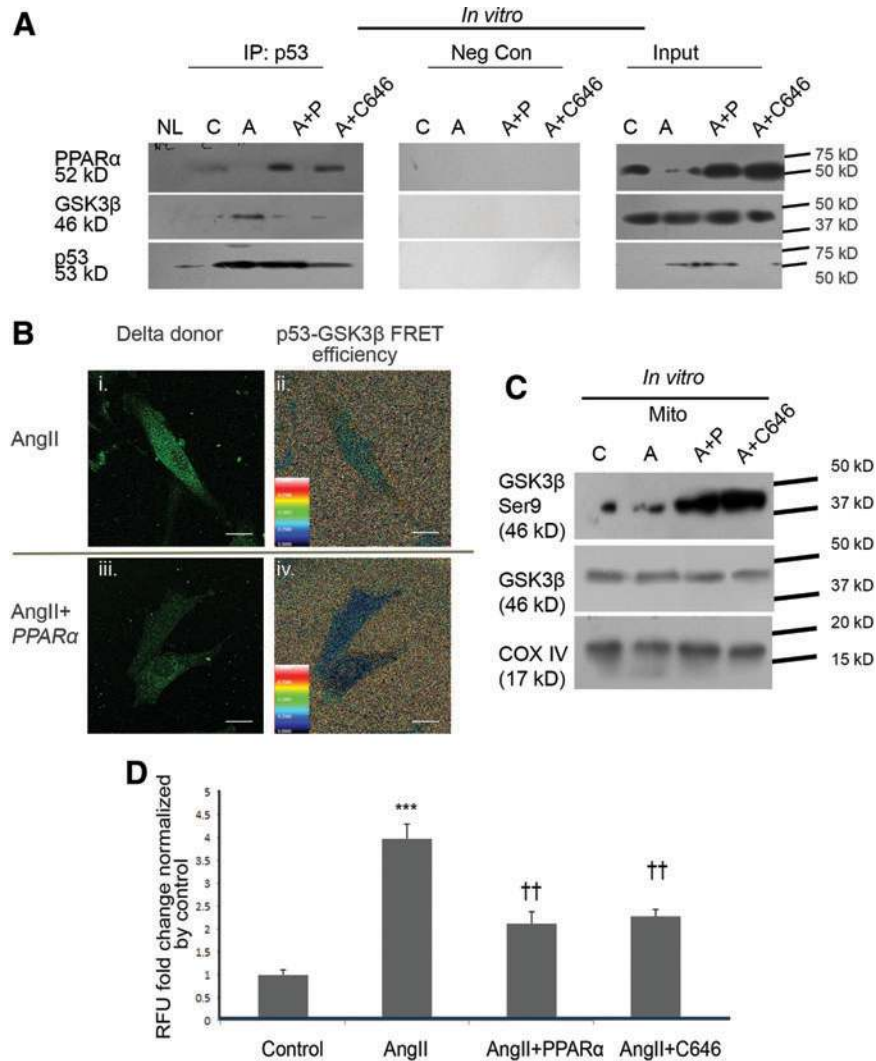 A
In vitro
IP: p53
Neg Con
Input
NL C A A+P A+C646
C A A+P A+C646
C A A+P A+C646
PPARα
52 kD
75 kD
50 kD
GSK3β
46 kD
50 kD
37 kD
p53
53 kD
75 kD
50 kD
B
Delta donor
p53-GSK3β FRET
efficiency
AngII
i.
ii.
AngII+
PPARα
iii.
iv.
C
In vitro
Mito
C A A+P A+C646
GSK3β
Ser9
(46 kD)
50 kD
37 kD
GSK3β
(46 kD)
50 kD
37 kD
COX IV
(17 kD)
20 kD
15 kD
D
RFU fold change normalized
by control
5
4.5
4
3.5
3
2.5
2
1.5
1
0.5
0
***
††
††
Control AngII AngII+PPARα AngII+C646